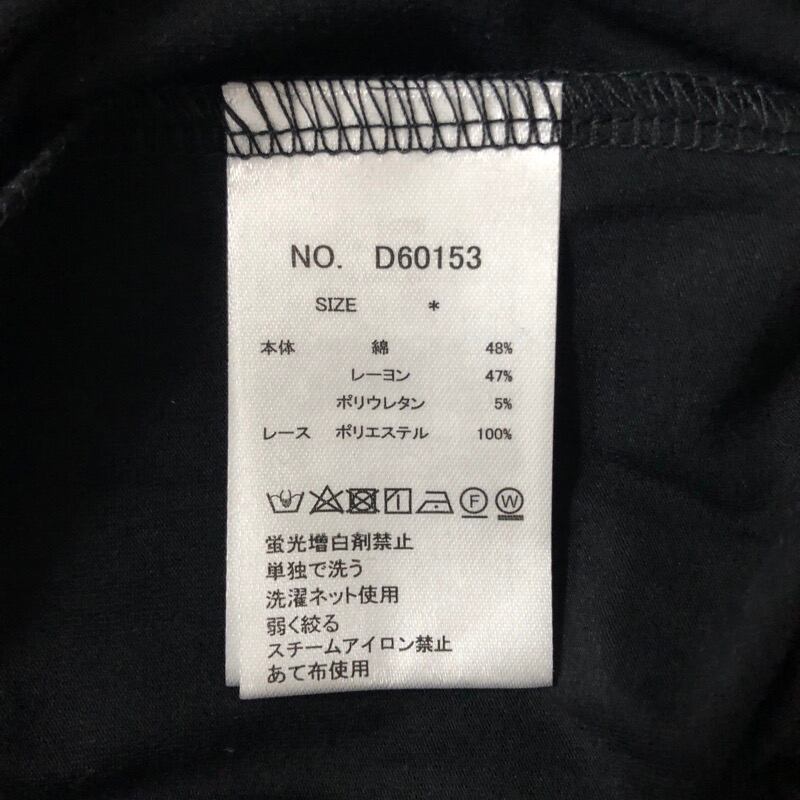 NO. D60153
SIZE *
本体 綿 48%
レーヨン 47%
ポリウレタン 5%
レース ポリエステル 100%
F W
蛍光増白剤禁止
単独で洗う
洗濯ネット使用
弱く絞る
スチームアイロン禁止
あて布使用